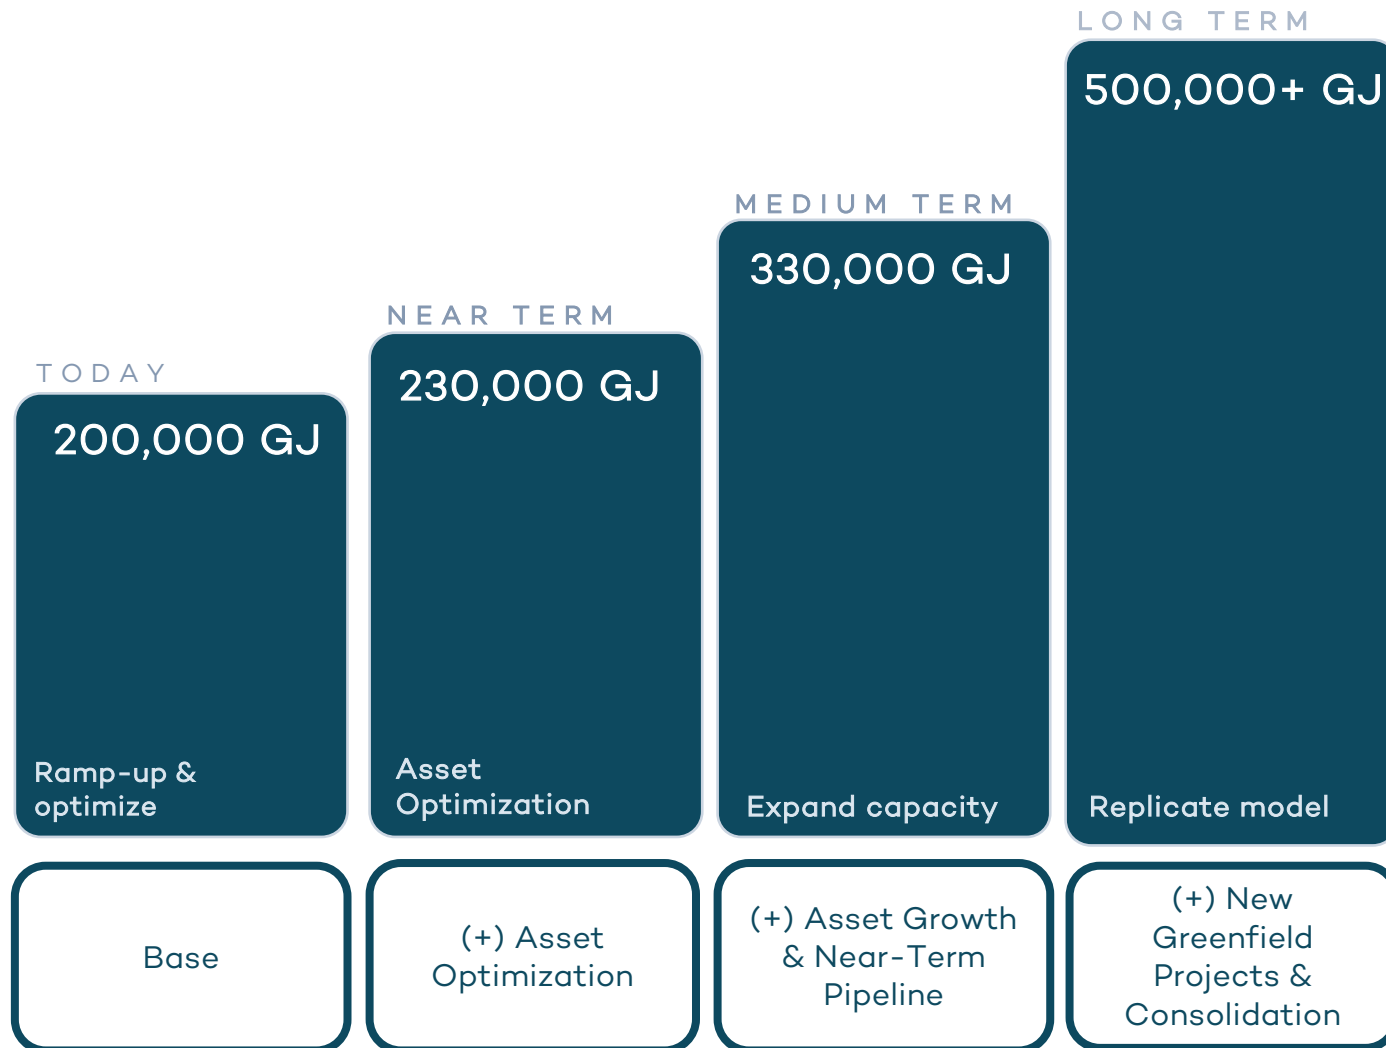 TODAY
200,000 GJ
Ramp-up &
optimize
Base
NEAR TERM
230,000 GJ
Asset
Optimization
(+) Asset
Optimization
MEDIUM TERM
330,000 GJ
Expand capacity
(+) Asset Growth
& Near-Term
Pipeline
LONG TERM
500,000+ GJ
Replicate model
(+) New
Greenfield
Projects &
Consolidation